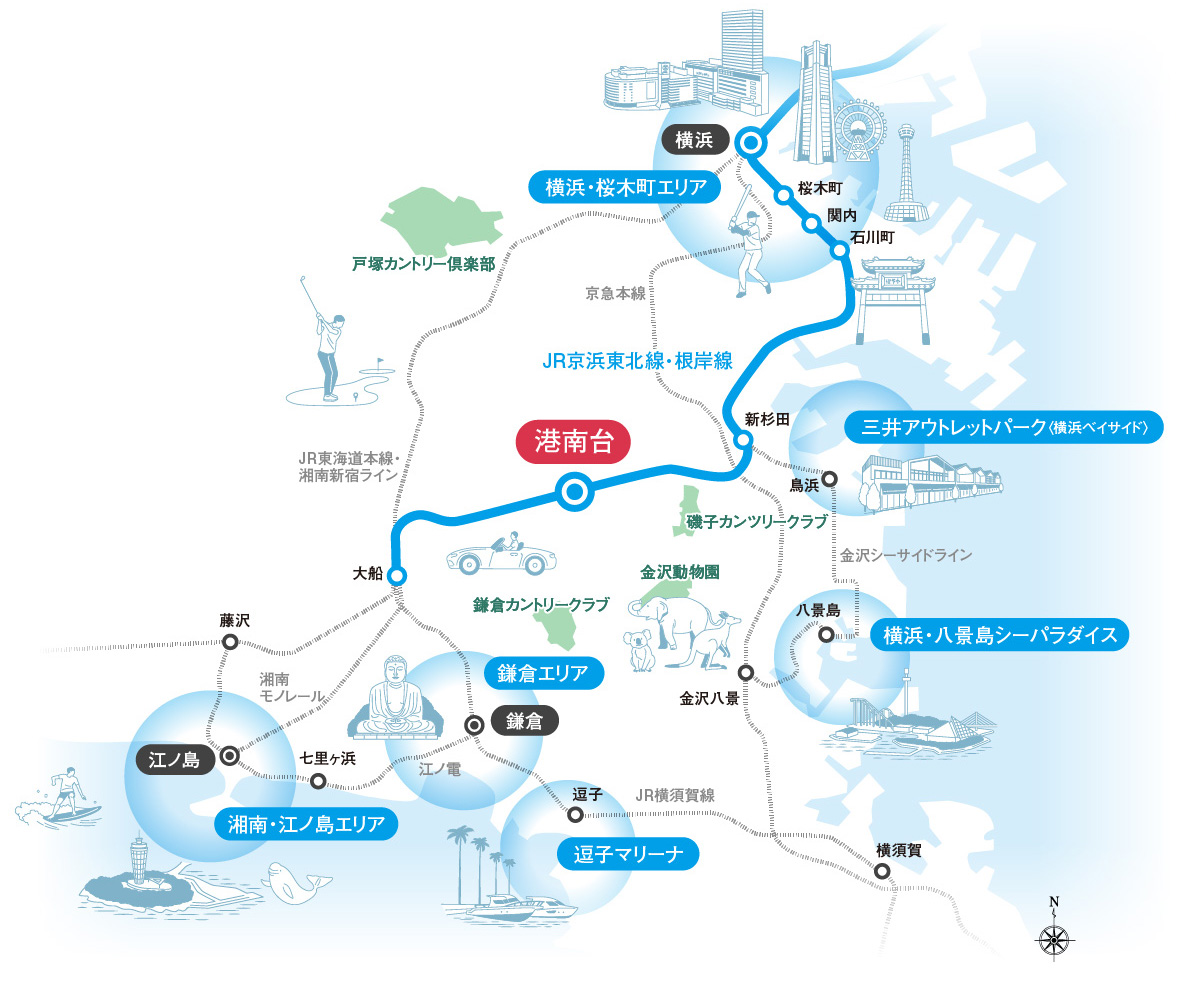 横浜
横浜・桜木町エリア
桜木町
関内
石川町
戸塚カントリー倶楽部
京急本線
JR京浜東北線・根岸線
新杉田
三井アウトレットパーク〈横浜ベイサイド〉
港南台
JR東海道本線・
湘南新宿ライン
鳥浜
磯子カンツリークラブ
金沢シーサイドライン
大船
金沢動物園
鎌倉カントリークラブ
八景島
横浜・八景島シーパラダイス
藤沢
湘南
モノレール
鎌倉エリア
金沢八景
鎌倉
江ノ島
七里ヶ浜
江ノ電
逗子
JR横須賀線
湘南・江ノ島エリア
逗子マリーナ
横須賀
N